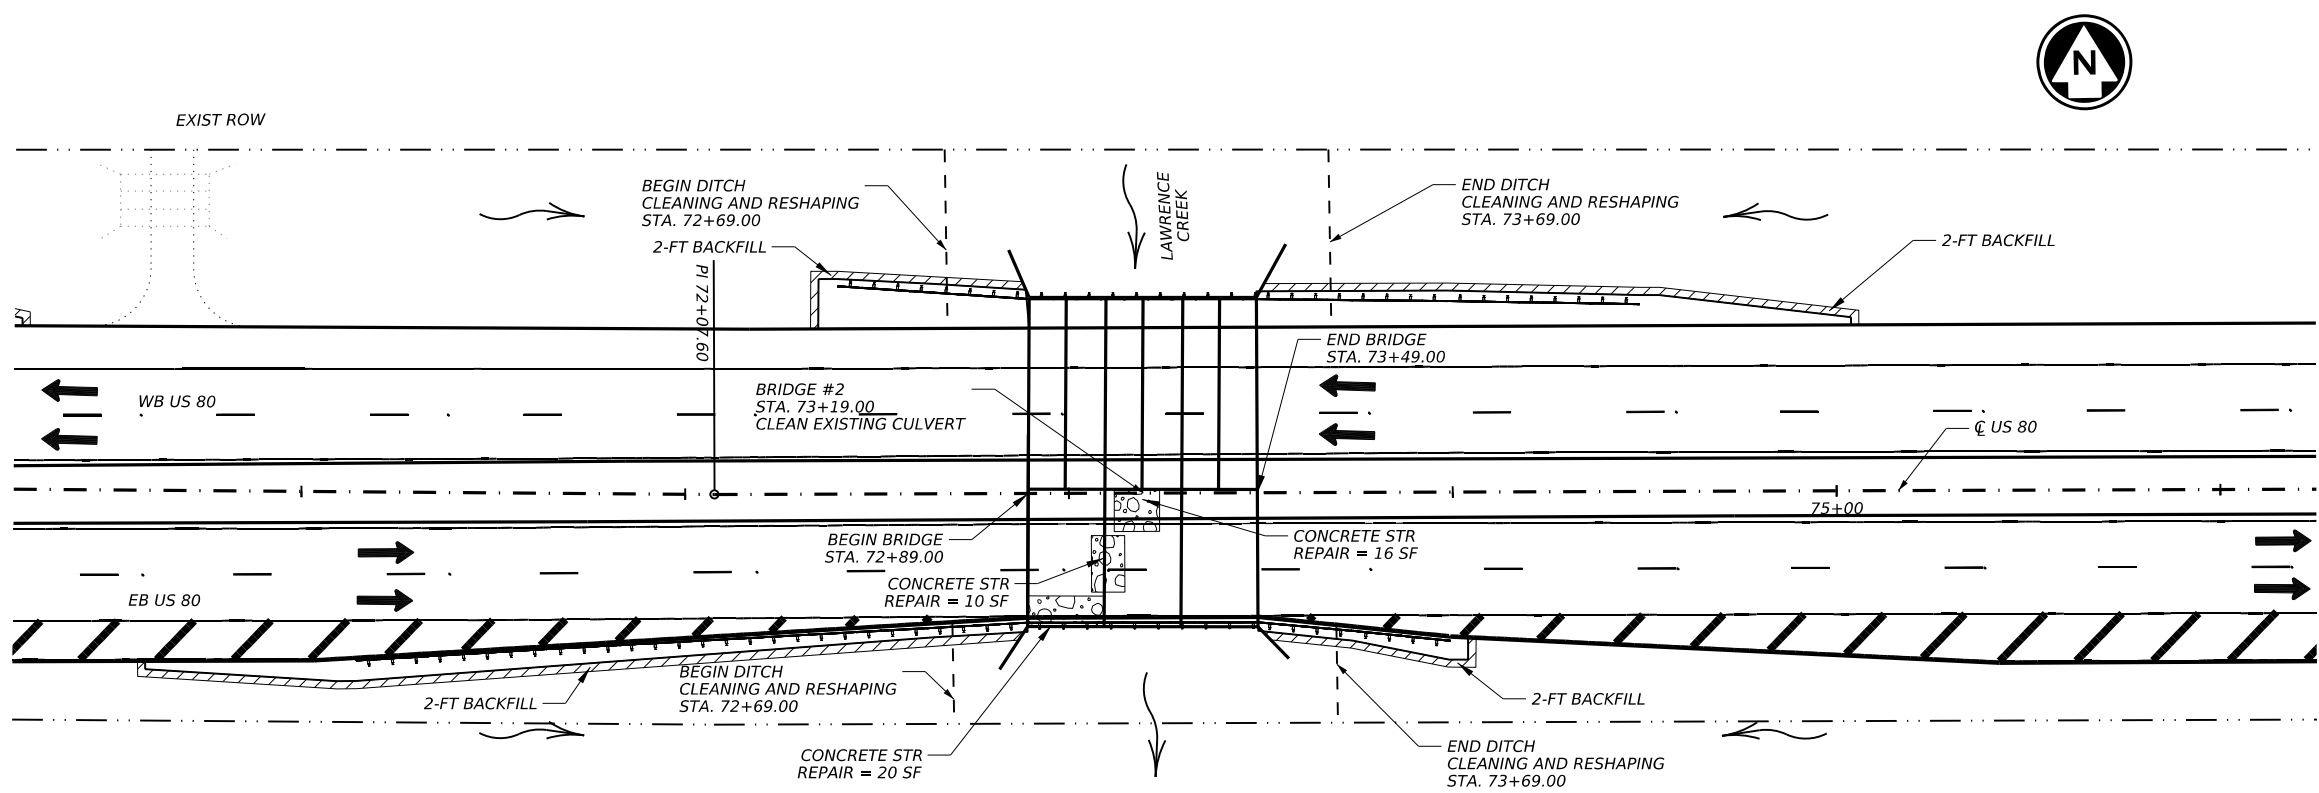 N
EXIST ROW
BEGIN DITCH
CLEANING AND RESHAPING
STA. 72+69.00
2-FT BACKFILL
PI 72+07.60
LAWRENCE
CREEK
END DITCH
CLEANING AND RESHAPING
STA. 73+69.00
2-FT BACKFILL
END BRIDGE
STA. 73+49.00
WB US 80
BRIDGE #2
STA. 73+19.00
CLEAN EXISTING CULVERT
℄ US 80
75+00
BEGIN BRIDGE
STA. 72+89.00
CONCRETE STR
REPAIR = 16 SF
CONCRETE STR
REPAIR = 10 SF
EB US 80
BEGIN DITCH
CLEANING AND RESHAPING
STA. 72+69.00
2-FT BACKFILL
2-FT BACKFILL
CONCRETE STR
REPAIR = 20 SF
END DITCH
CLEANING AND RESHAPING
STA. 73+69.00